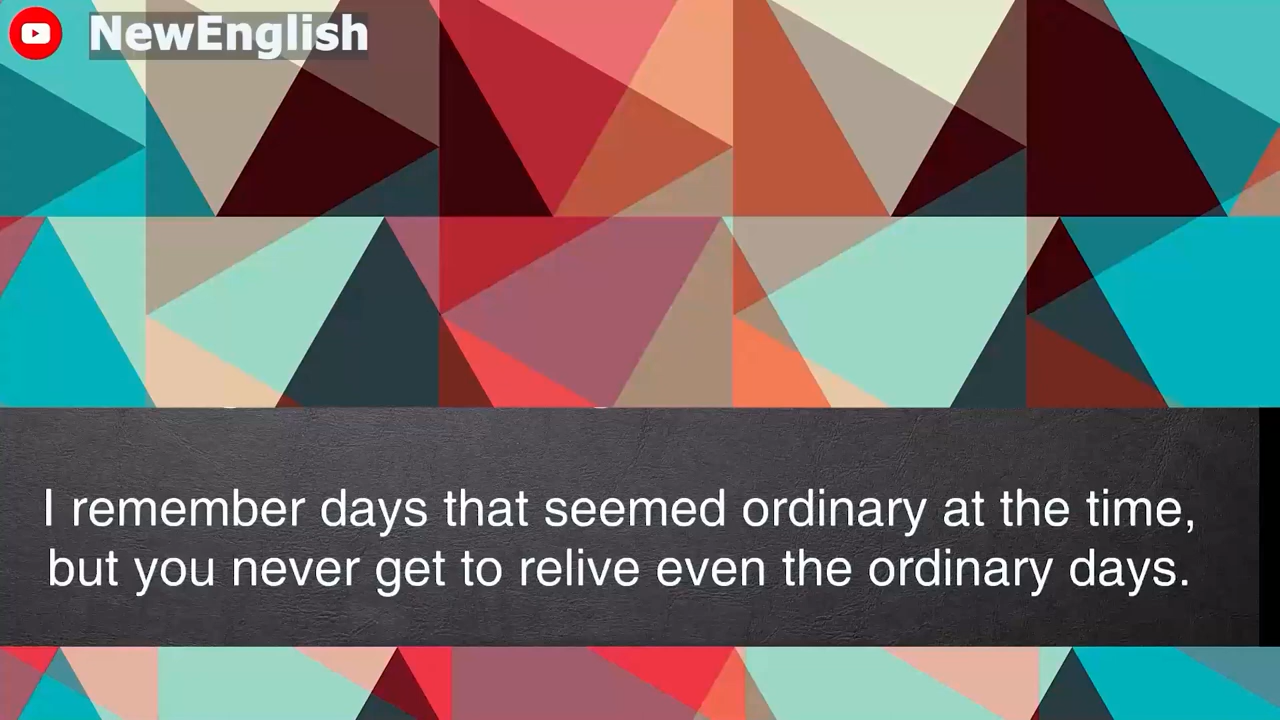 NewEnglish
I remember days that seemed ordinary at the time,
but you never get to relive even the ordinary days.